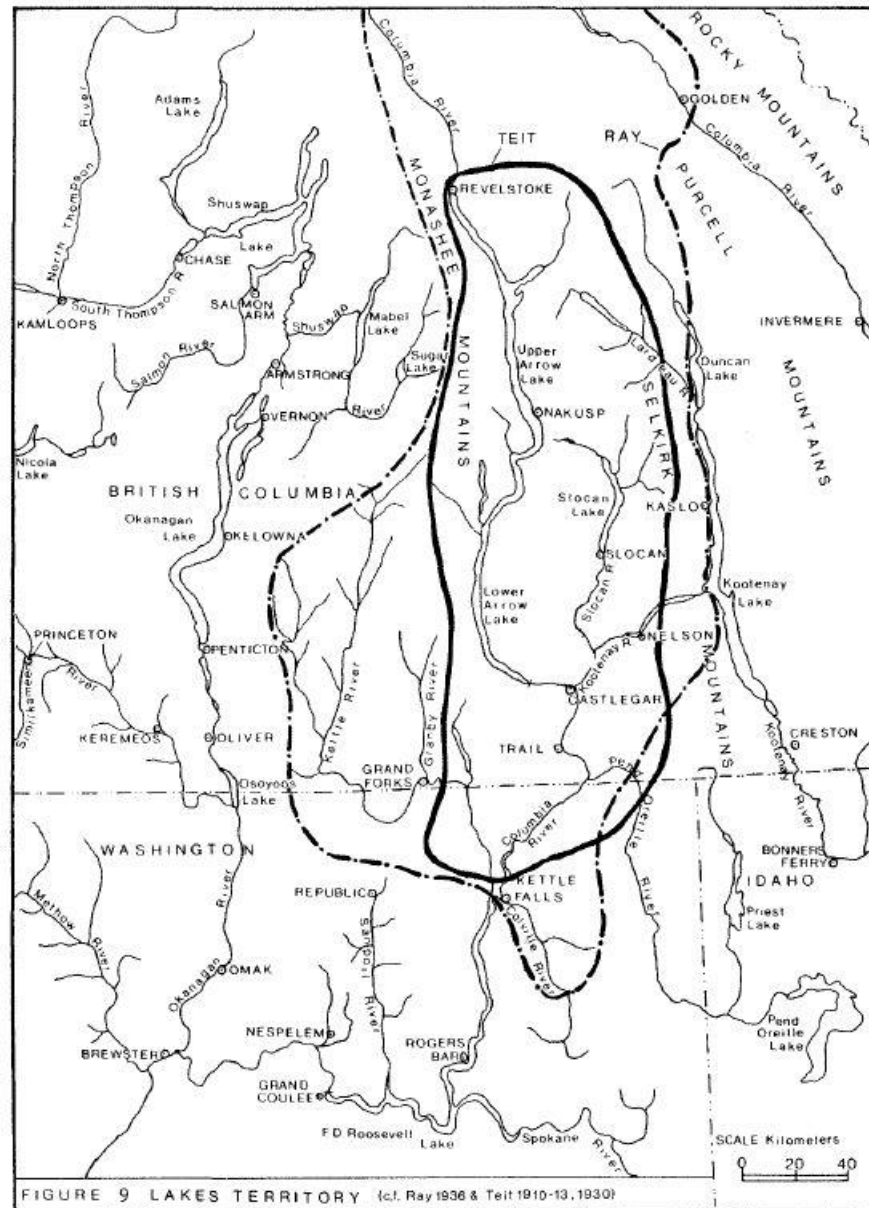 Columbia
River
ROCKY
MOUNTAINS
GOLDEN
Columbia
River
Adams
Lake
North Thompson
River
TEIT
RAY
PURCELL
MOUNTAINS
MONASHEE
MOUNTAINS
REVELSTOKE
Shuswap
Lake
CHASE
South Thompson R.
KAMLOOPS
SALMON
ARM
Salmon River
Shuswap
River
Mabel
Lake
Sugar
Lake
ARMSTRONG
VERNON
INVERMERE
Upper
Arrow
Lake
Lardeau R.
Duncan
Lake
SELKIRK
MOUNTAINS
NAKUSP
Nicola
Lake
BRITISH COLUMBIA
Okanagan
Lake
KELOWNA
Slocan
Lake
KASLO
SLOCAN
Slocan R.
Lower
Arrow
Lake
Kootenay
Lake
PRINCETON
PENTICTON
Kootenay R.
NELSON
CASTLEGAR
Similkameen
River
KEREMEOS
OLIVER
Kettle River
Granby River
TRAIL
CRESTON
Kootenay
River
GRAND
FORKS
Pend
Oreille
River
Osoyoos
Lake
Columbia
River
WASHINGTON
BONNERS
FERRY
IDAHO
REPUBLIC
KETTLE
FALLS
Colville River
Priest
Lake
Methow
River
Okanagan
River
OMAK
Sanpoil
River
NESPELEM
BREWSTER
ROGERS
BAR
Pend
Oreille
Lake
GRAND
COULEE
F.D Roosevelt
Lake
Spokane
River
SCALE Kilometers
0 20 40
FIGURE 9 LAKES TERRITORY (c.f. Ray 1936 & Teit 1910-13, 1930)